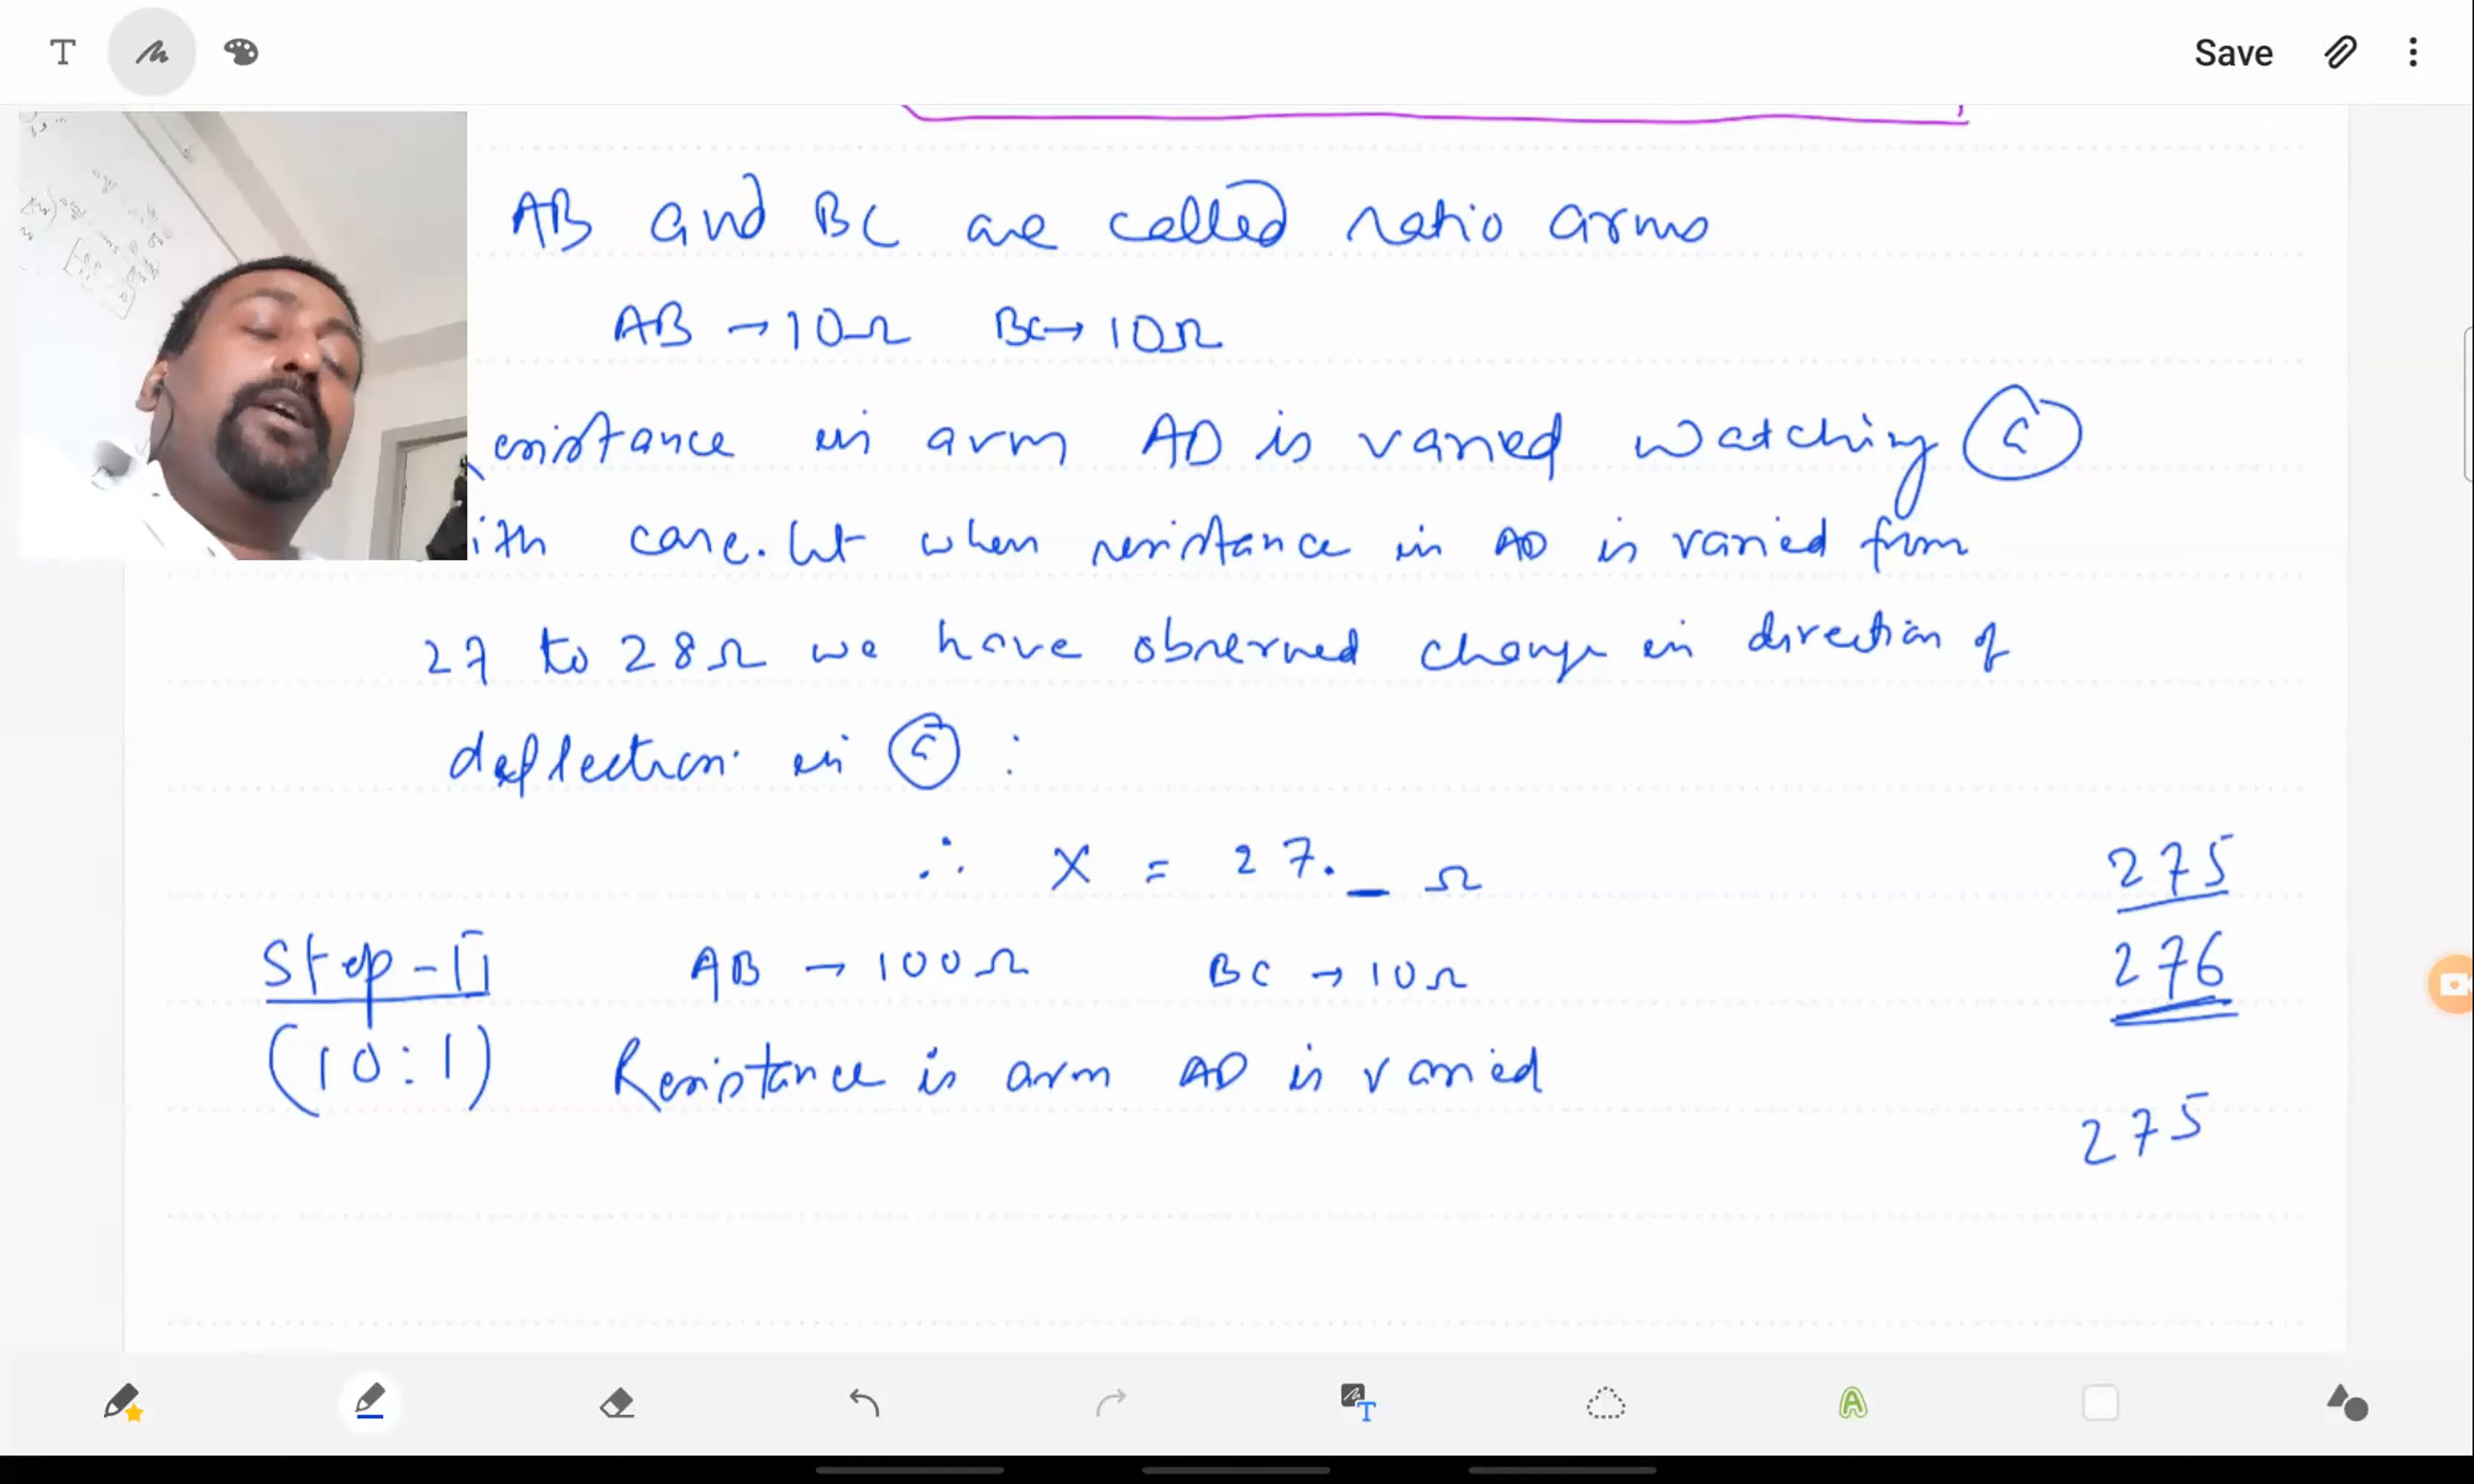 T Save
AB and BC are called ratio arms
AB → 10Ω BC → 10Ω
Resistance in arm AD is varied watching G
ith care. let when resistance in AD is varied from
27 to 28Ω we have observed change in direction of
deflection in G :
∴ X = 27._ Ω
275
Step-II AB → 100Ω BC → 10Ω
276
(10:1) Resistance is arm AD is varied
275
T A